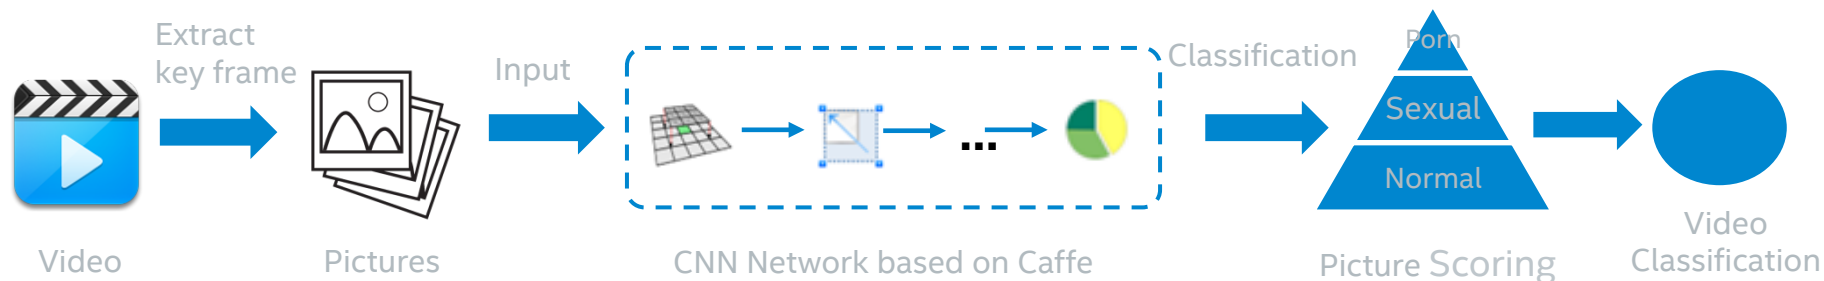 Extract
key frame
Input
Classification
Porn
Sexual
Normal
...
Video
Pictures
CNN Network based on Caffe
Picture Scoring
Video
Classification